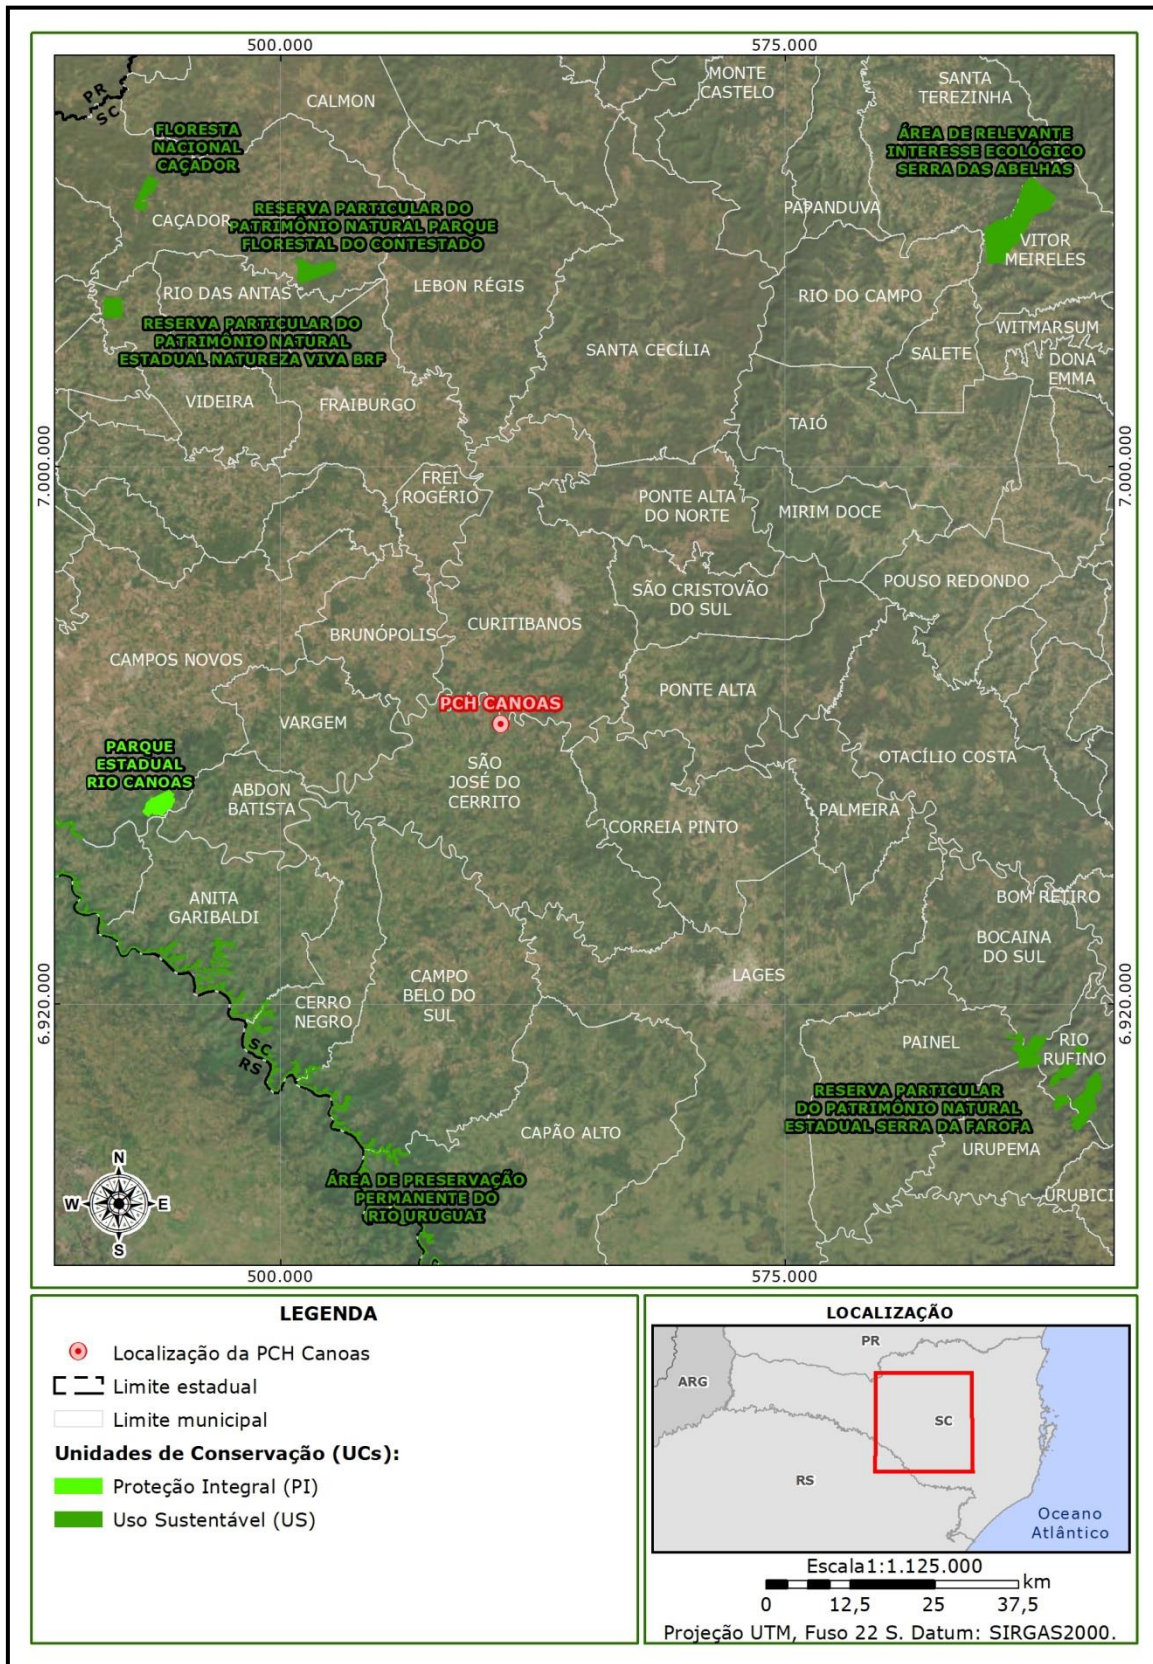 500.000
575.000
PR
SC
CALMON
MONTE
CASTELO
SANTA
TEREZINHA
FLORESTA
NACIONAL
CAÇADOR
ÁREA DE RELEVANTE
INTERESSE ECOLÓGICO
SERRA DAS ABELHAS
CAÇADOR
RESERVA PARTICULAR DO
PATRIMÔNIO NATURAL PARQUE
FLORESTAL DO CONTESTADO
PAPANDUVA
VITOR
MEIRELES
RIO DAS ANTAS
LEBON RÉGIS
RIO DO CAMPO
RESERVA PARTICULAR DO
PATRIMÔNIO NATURAL
ESTADUAL NATUREZA VIVA BRF
SANTA CECÍLIA
SALETE
WITMARSUM
DONA
EMMA
VIDEIRA
FRAIBURGO
TAIÓ
7.000.000
7.000.000
FREI
ROGÉRIO
PONTE ALTA
DO NORTE
MIRIM DOCE
SÃO CRISTOVÃO
DO SUL
POUSO REDONDO
BRUNÓPOLIS
CURITIBANOS
CAMPOS NOVOS
PONTE ALTA
PCH CANOAS
VARGEM
PARQUE
ESTADUAL
RIO CANOAS
SÃO
JOSÉ DO
CERRITO
OTACÍLIO COSTA
ABDON
BATISTA
CORREIA PINTO
PALMEIRA
ANITA
GARIBALDI
BOM RETIRO
BOCAINA
DO SUL
CAMPO
BELO DO
SUL
LAGES
6.920.000
6.920.000
CERRO
NEGRO
SC
RS
PAINEL
RIO
RUFINO
RESERVA PARTICULAR
DO PATRIMÔNIO NATURAL
ESTADUAL SERRA DA FAROFA
CAPÃO ALTO
URUPEMA
ÁREA DE PRESERVAÇÃO
PERMANENTE DO
RIO URUGUAI
URUBICI
N
W
E
S
500.000
575.000
LEGENDA
Localização da PCH Canoas
Limite estadual
Limite municipal
Unidades de Conservação (UCs):
Proteção Integral (PI)
Uso Sustentável (US)
LOCALIZAÇÃO
PR
ARG
SC
RS
Oceano
Atlântico
Escala1:1.125.000
km
0 12,5 25 37,5
Projeção UTM, Fuso 22 S. Datum: SIRGAS2000.